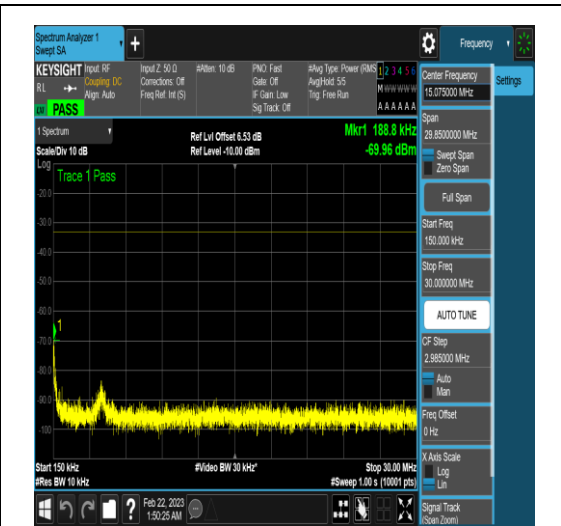 Spectrum Analyzer 1
Swept SA
+
Frequency
KEYSIGHT
Input: RF
Coupling: DC
Align: Auto
Input Z: 50 Ω
Corrections: Off
Freq Ref: Int (S)
#Atten: 10 dB
PNO: Fast
Gate: Off
IF Gain: Low
Sig Track: Off
#Avg Type: Power (RMS
Avg|Hold: 5/5
Trig: Free Run
1 2 3 4 5 6
M W W W W W
A A A A A A
RL
PASS
1 Spectrum
Scale/Div 10 dB
Ref Lvl Offset 6.53 dB
Ref Level -10.00 dBm
Mkr1 188.8 kHz
-69.96 dBm
Log
Trace 1 Pass
-20.0
-30.0
-40.0
-50.0
-60.0
1
-70.0
-80.0
-90.0
-100
Start 150 kHz
#Res BW 10 kHz
#Video BW 30 kHz*
Stop 30.00 MHz
#Sweep 1.00 s (10001 pts)
Feb 22, 2023
1:50:25 AM
?
Settings
Center Frequency
15.075000 MHz
Span
29.8500000 MHz
Swept Span
Zero Span
Full Span
Start Freq
150.000 kHz
Stop Freq
30.000000 MHz
AUTO TUNE
CF Step
2.985000 MHz
Auto
Man
Freq Offset
0 Hz
X Axis Scale
Log
Lin
Signal Track
(Span Zoom)